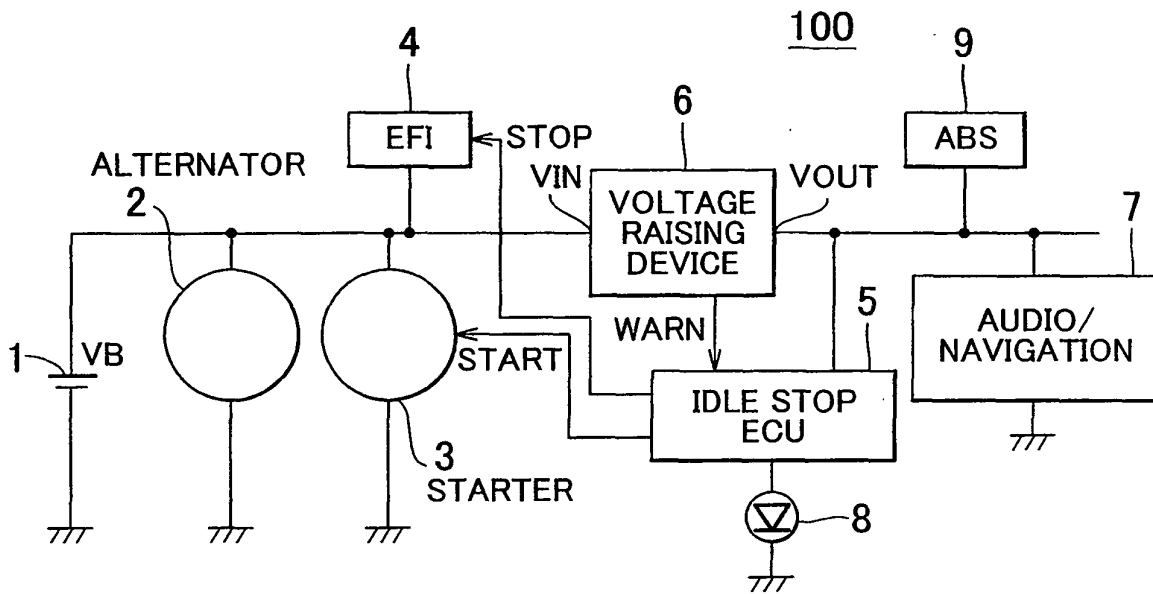 100
4
9
6
EFI
STOP
ABS
ALTERNATOR
VIN
VOUT
2
VOLTAGE
RAISING
DEVICE
7
1
VB
START
WARN
5
AUDIO/
NAVIGATION
IDLE STOP
ECU
3
STARTER
8